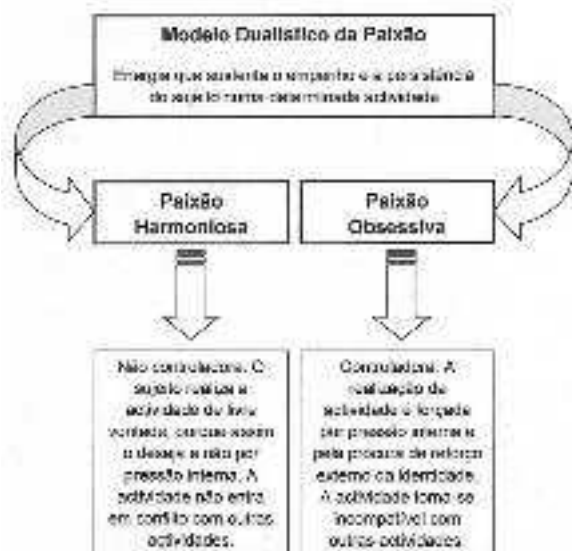 Modelo Dualístico da Paixão
Energia que sustenta o empenho e a persistência
do sujeito numa determinada actividade
Paixão
Harmoniosa
Paixão
Obsessiva
Não controladora. O
sujeito realiza a
actividade de livre
vontade, porque assim
o deseja e não por
pressão interna. A
actividade não entra
em conflito com outras
actividades.
Controladora. A
realização da
actividade é forçada
por pressão interna e
pela procura de reforço
externo da identidade.
A actividade torna-se
incompatível com
outras actividades.